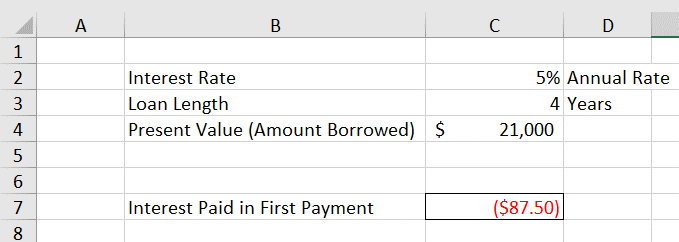 A B C D
1
2 Interest Rate 5% Annual Rate
3 Loan Length 4 Years
4 Present Value (Amount Borrowed) $ 21,000
5
6
7 Interest Paid in First Payment ($87.50)
8